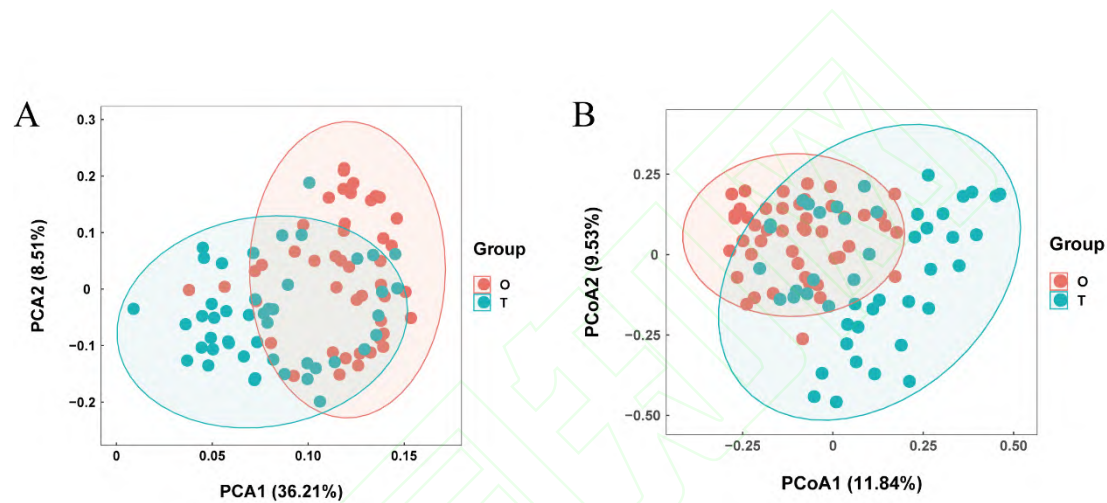 A
0.3
0.2
0.1
0
−0.1
−0.2
PCA2 (8.51%)
0
0.05
0.10
0.15
PCA1 (36.21%)
Group
O
T
B
0.25
0
−0.25
−0.50
PCoA2 (9.53%)
−0.25
0
0.25
0.50
PCoA1 (11.84%)
Group
O
T